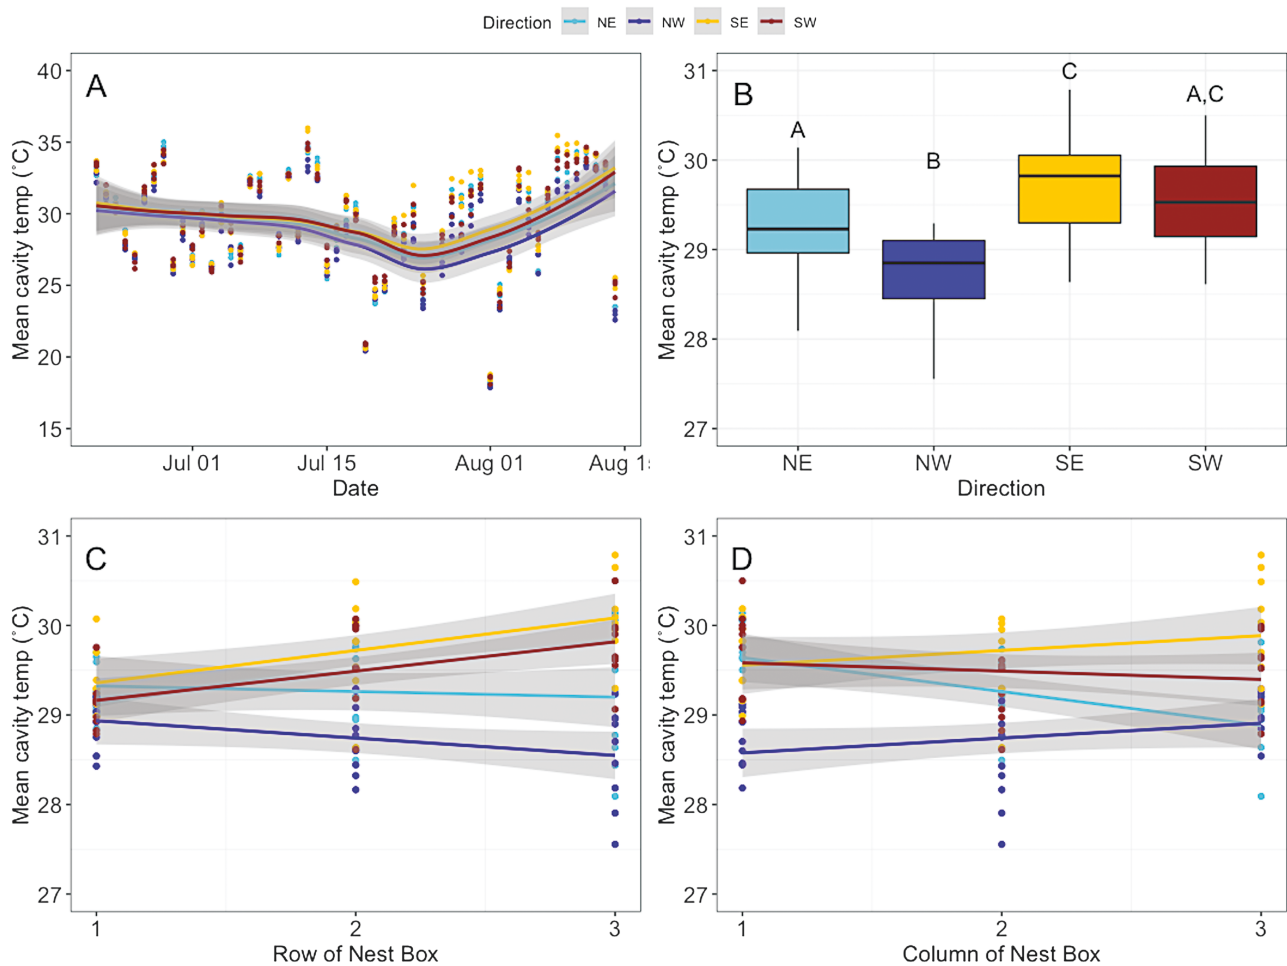 Direction NE NW SE SW
A
Mean cavity temp (˚C)
40
35
30
25
20
15
Jul 01 Jul 15 Aug 01 Aug 1
Date
B
Mean cavity temp (˚C)
31
30
29
28
27
A
B
C
A,C
NE NW SE SW
Direction
C
Mean cavity temp (˚C)
31
30
29
28
27
1 2 3
Row of Nest Box
D
Mean cavity temp (˚C)
31
30
29
28
27
1 2 3
Column of Nest Box